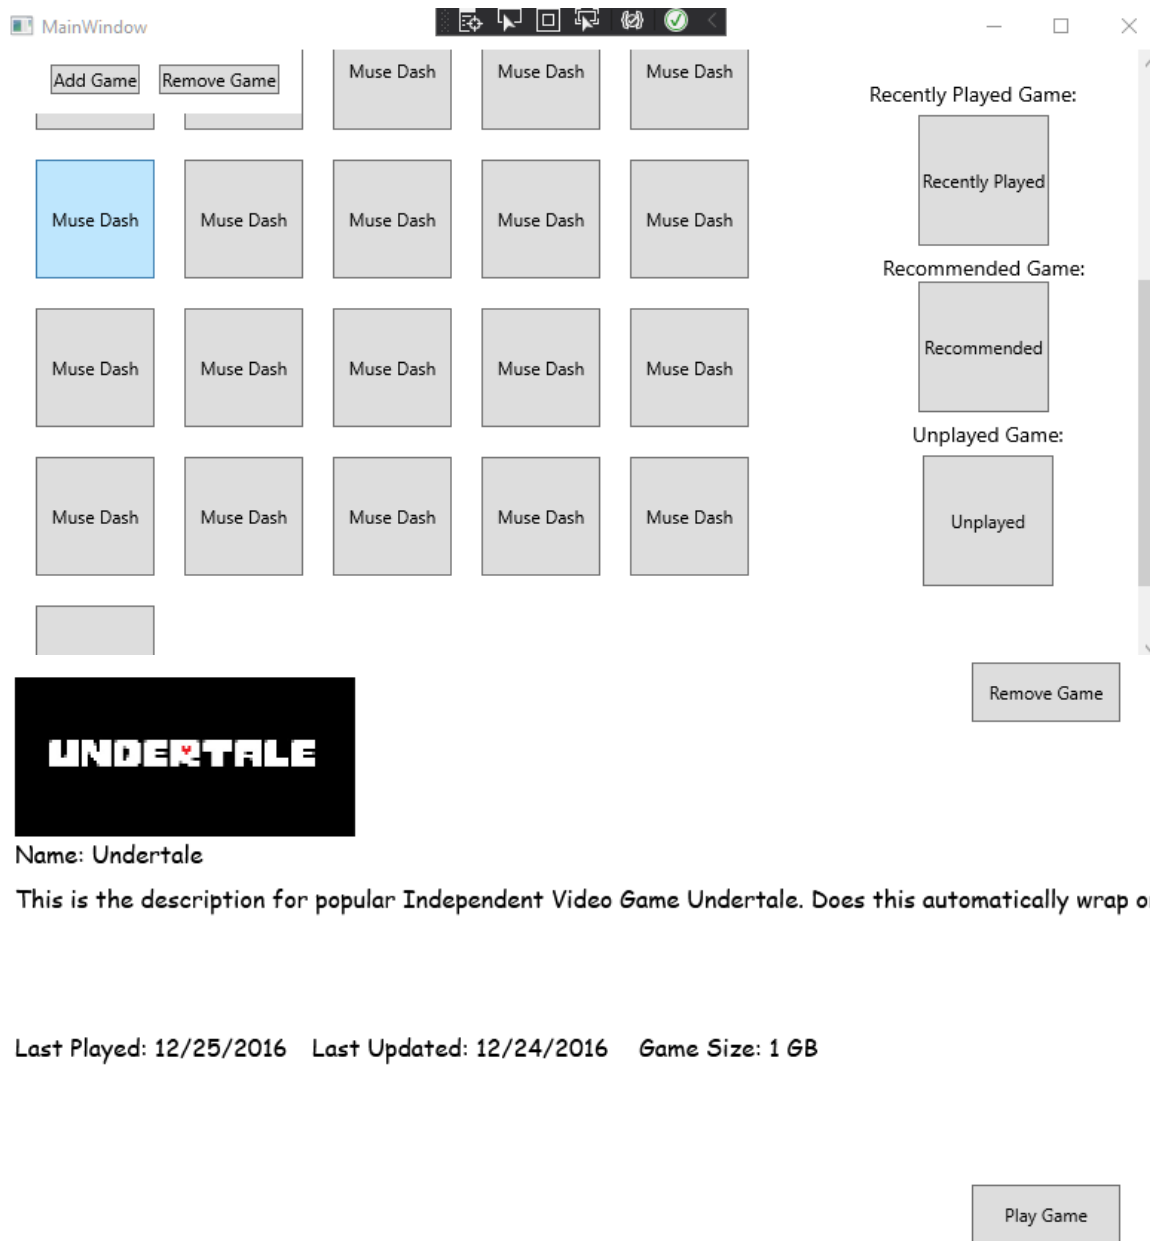 MainWindow
Add Game Remove Game Muse Dash Muse Dash Muse Dash
Recently Played Game:
Recently Played
Muse Dash Muse Dash Muse Dash Muse Dash Muse Dash
Recommended Game:
Recommended
Muse Dash Muse Dash Muse Dash Muse Dash Muse Dash
Unplayed Game:
Unplayed
Muse Dash Muse Dash Muse Dash Muse Dash Muse Dash
Remove Game
UNDERTALE
Name: Undertale
This is the description for popular Independent Video Game Undertale. Does this automatically wrap
Last Played: 12/25/2016 Last Updated: 12/24/2016 Game Size: 1 GB
Play Game